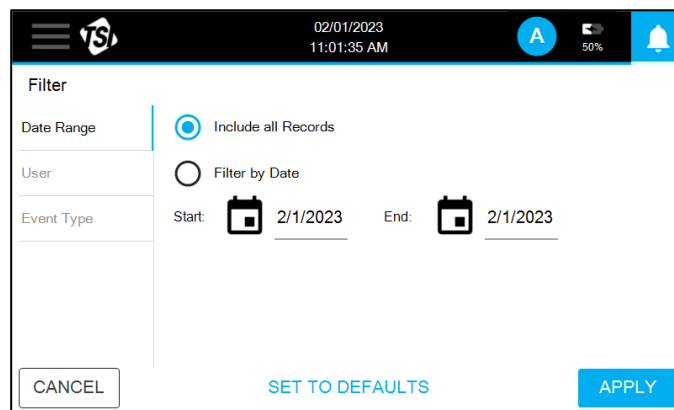 TSI
02/01/2023
11:01:35 AM
A
50%
Filter
Date Range
Include all Records
User
Filter by Date
Event Type
Start: 2/1/2023 End: 2/1/2023
CANCEL
SET TO DEFAULTS
APPLY